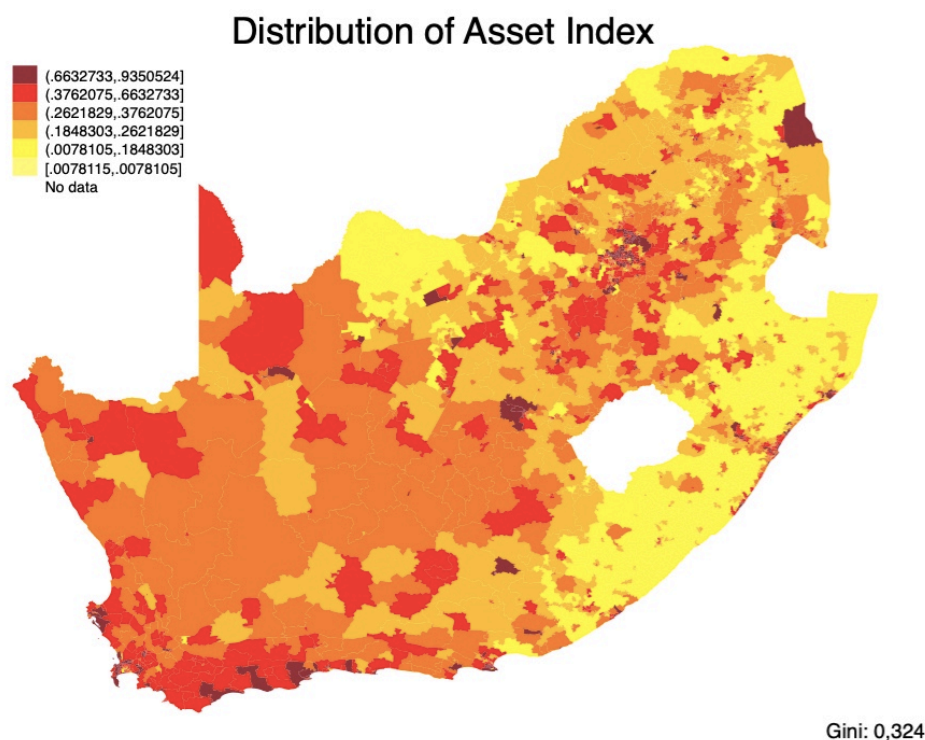 Distribution of Asset Index
(.6632733,.9350524]
(.3762075,.6632733]
(.2621829,.3762075]
(.1848303,.2621829]
(.0078105,.1848303]
[.0078115,.0078105]
No data
Gini: 0,324